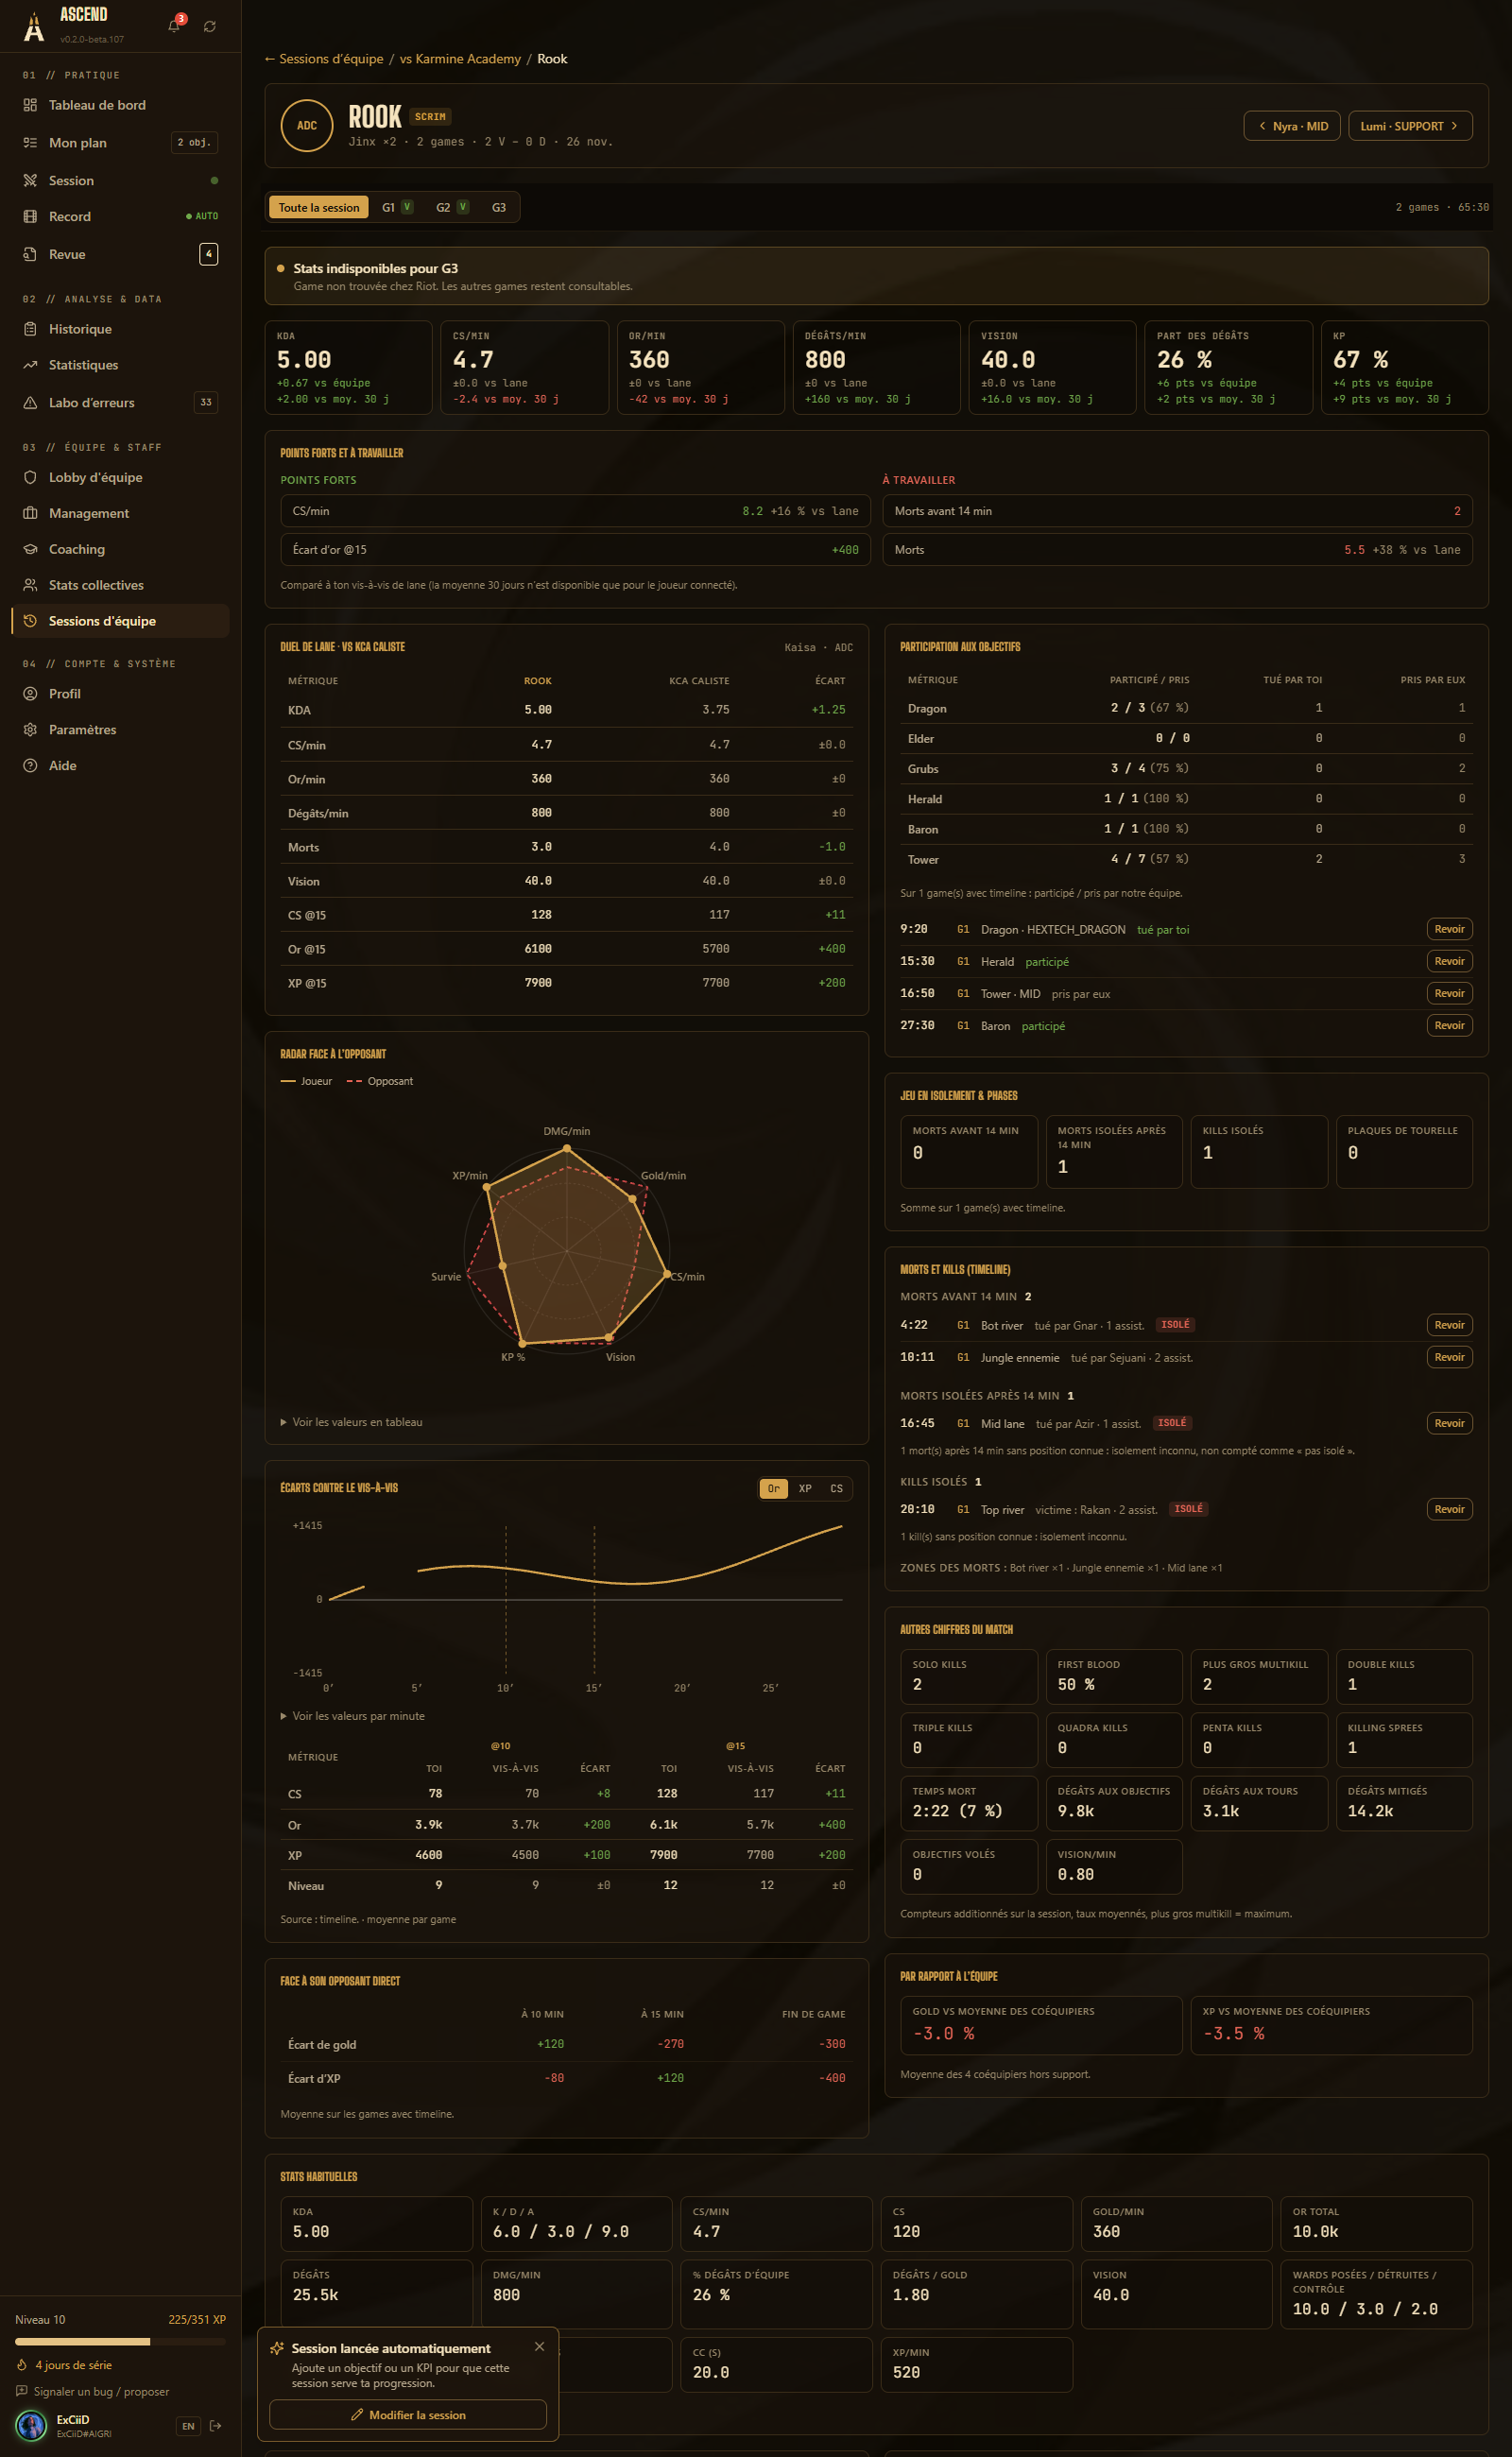 ASCEND
v0.2.0-beta.107
3
01 // PRATIQUE
Tableau de bord
Mon plan
2 obj.
Session
Record
AUTO
Revue
4
02 // ANALYSE & DATA
Historique
Statistiques
Labo d'erreurs
33
03 // ÉQUIPE & STAFF
Lobby d'équipe
Management
Coaching
Stats collectives
Sessions d'équipe
04 // COMPTE & SYSTÈME
Profil
Paramètres
Aide
Niveau 10
225/351 XP
4 jours de série
Signaler un bug / proposer
ExCiiD
ExCiiD#AIGRI
EN
← Sessions d'équipe / vs Karmine Academy / Rook
ADC
ROOK
SCRIM
Jinx ×2 · 2 games · 2 V – 0 D · 26 nov.
Nyra · MID
Lumi · SUPPORT
Toute la session
G1 V
G2 V
G3
2 games · 65:30
Stats indisponibles pour G3
Game non trouvée chez Riot. Les autres games restent consultables.
KDA
5.00
+0.67 vs équipe
+2.00 vs moy. 30 j
CS/MIN
4.7
±0.0 vs lane
-2.4 vs moy. 30 j
OR/MIN
360
±0 vs lane
-42 vs moy. 30 j
DÉGÂTS/MIN
800
±0 vs lane
+160 vs moy. 30 j
VISION
40.0
±0.0 vs lane
+16.0 vs moy. 30 j
PART DES DÉGÂTS
26 %
+6 pts vs équipe
+2 pts vs moy. 30 j
KP
67 %
+4 pts vs équipe
+9 pts vs moy. 30 j
POINTS FORTS ET À TRAVAILLER
POINTS FORTS
CS/min
8.2 +16 % vs lane
Écart d'or @15
+400
À TRAVAILLER
Morts avant 14 min
2
Morts
5.5 +38 % vs lane
Comparé à ton vis-à-vis de lane (la moyenne 30 jours n'est disponible que pour le joueur connecté).
DUEL DE LANE · VS KCA CALISTE
Kaisa · ADC
MÉTRIQUE ROOK KCA CALISTE ÉCART
KDA 5.00 3.75 +1.25
CS/min 4.7 4.7 ±0.0
Or/min 360 360 ±0
Dégâts/min 800 800 ±0
Morts 3.0 4.0 -1.0
Vision 40.0 40.0 ±0.0
CS @15 128 117 +11
Or @15 6100 5700 +400
XP @15 7900 7700 +200
RADAR FACE À L'OPPOSANT
Joueur
Opposant
DMG/min
XP/min
Gold/min
Survie
CS/min
KP %
Vision
Voir les valeurs en tableau
ÉCARTS CONTRE LE VIS-À-VIS
Or XP CS
+1415
0
-1415
0' 5' 10' 15' 20' 25'
Voir les valeurs par minute
MÉTRIQUE @10 @15
TOI VIS-À-VIS ÉCART TOI VIS-À-VIS ÉCART
CS 78 70 +8 128 117 +11
Or 3.9k 3.7k +200 6.1k 5.7k +400
XP 4600 4500 +100 7900 7700 +200
Niveau 9 9 ±0 12 12 ±0
Source : timeline. · moyenne par game
FACE À SON OPPOSANT DIRECT
À 10 MIN À 15 MIN FIN DE GAME
Écart de gold +120 -270 -300
Écart d'XP -80 +120 -400
Moyenne sur les games avec timeline.
PARTICIPATION AUX OBJECTIFS
MÉTRIQUE PARTICIPÉ / PRIS TUÉ PAR TOI PRIS PAR EUX
Dragon 2 / 3 (67 %) 1 1
Elder 0 / 0 0 0
Grubs 3 / 4 (75 %) 0 2
Herald 1 / 1 (100 %) 0 0
Baron 1 / 1 (100 %) 0 0
Tower 4 / 7 (57 %) 2 3
Sur 1 game(s) avec timeline : participé / pris par notre équipe.
9:20 G1 Dragon · HEXTECH_DRAGON tué par toi Revoir
15:30 G1 Herald participé Revoir
16:50 G1 Tower · MID pris par eux Revoir
27:30 G1 Baron participé Revoir
JEU EN ISOLEMENT & PHASES
MORTS AVANT 14 MIN
0
MORTS ISOLÉES APRÈS
14 MIN
1
KILLS ISOLÉS
1
PLAQUES DE TOURELLE
0
Somme sur 1 game(s) avec timeline.
MORTS ET KILLS (TIMELINE)
MORTS AVANT 14 MIN 2
4:22 G1 Bot river tué par Gnar · 1 assist. ISOLÉ Revoir
10:11 G1 Jungle ennemie tué par Sejuani · 2 assist. Revoir
MORTS ISOLÉES APRÈS 14 MIN 1
16:45 G1 Mid lane tué par Azir · 1 assist. ISOLÉ Revoir
1 mort(s) après 14 min sans position connue : isolement inconnu, non compté comme « pas isolé ».
KILLS ISOLÉS 1
20:10 G1 Top river victime : Rakan · 2 assist. ISOLÉ Revoir
1 kill(s) sans position connue : isolement inconnu.
ZONES DES MORTS : Bot river ×1 · Jungle ennemie ×1 · Mid lane ×1
AUTRES CHIFFRES DU MATCH
SOLO KILLS
2
FIRST BLOOD
50 %
PLUS GROS MULTIKILL
2
DOUBLE KILLS
1
TRIPLE KILLS
0
QUADRA KILLS
0
PENTA KILLS
0
KILLING SPREES
1
TEMPS MORT
2:22 (7 %)
DÉGÂTS AUX OBJECTIFS
9.8k
DÉGÂTS AUX TOURS
3.1k
DÉGÂTS MITIGÉS
14.2k
OBJECTIFS VOLÉS
0
VISION/MIN
0.80
Compteurs additionnés sur la session, taux moyennés, plus gros multikill = maximum.
PAR RAPPORT À L'ÉQUIPE
GOLD VS MOYENNE DES COÉQUIPIERS
-3.0 %
XP VS MOYENNE DES COÉQUIPIERS
-3.5 %
Moyenne des 4 coéquipiers hors support.
STATS HABITUELLES
KDA
5.00
K / D / A
6.0 / 3.0 / 9.0
CS/MIN
4.7
CS
120
GOLD/MIN
360
OR TOTAL
10.0k
DÉGÂTS
25.5k
DMG/MIN
800
% DÉGÂTS D'ÉQUIPE
26 %
DÉGÂTS / GOLD
1.80
VISION
40.0
WARDS POSÉES / DÉTRUITES /
CONTRÔLE
10.0 / 3.0 / 2.0
CC (S)
20.0
XP/MIN
520
Session lancée automatiquement
Ajoute un objectif ou un KPI pour que cette
session serve ta progression.
Modifier la session